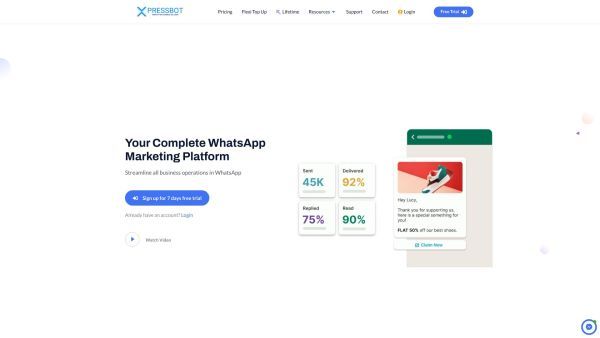 XPRESSBOT
Pricing
Flexi Top Up
Lifetime
Resources
Support
Contact
Login
Free Trial
Your Complete WhatsApp
Marketing Platform
Streamline all business operations in WhatsApp
Sign up for 7 days free trial
Already have an account? Login
Watch Video
Sent
45K
Delivered
92%
Replied
75%
Read
90%
Hey Lucy,
Thank you for supporting us,
here is a special something for
you!
FLAT 50% off our best shoes.
Claim Now